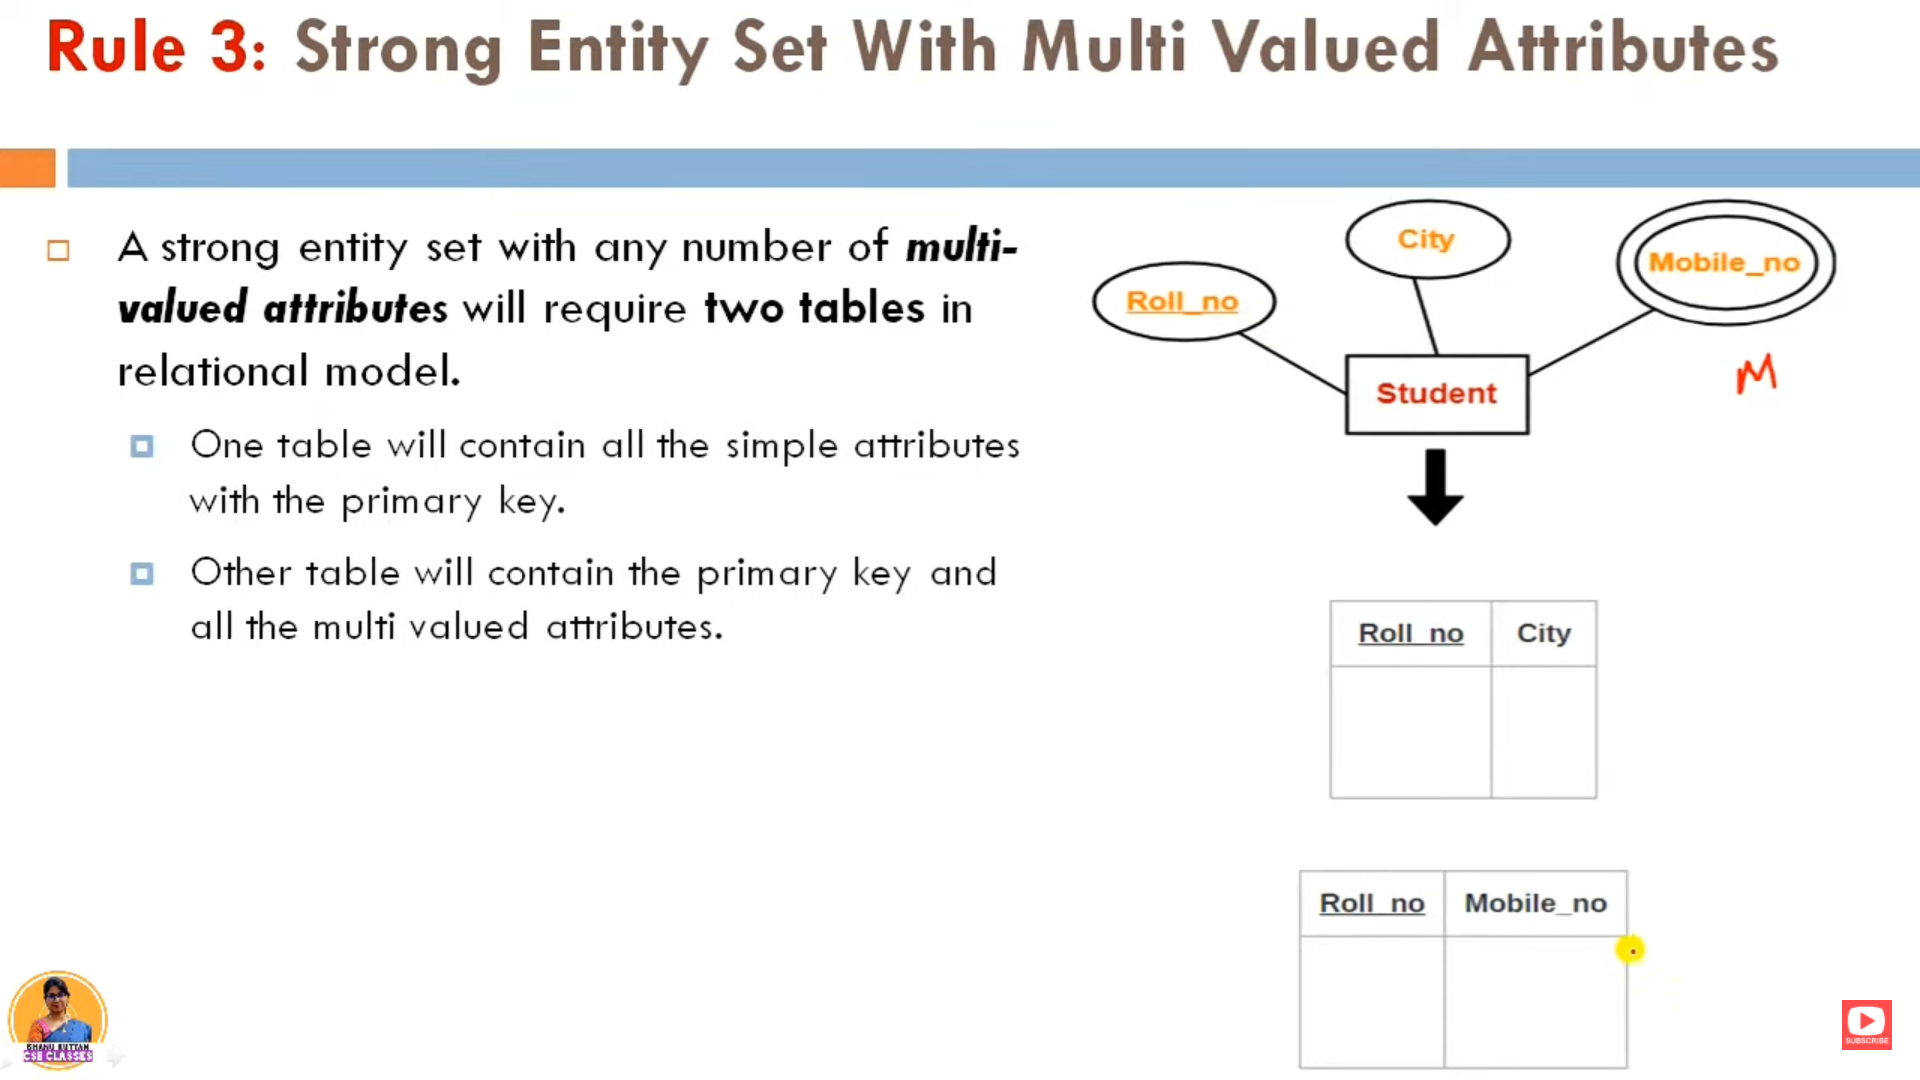 Rule 3: Strong Entity Set With Multi Valued Attributes
A strong entity set with any number of multi-
valued attributes will require two tables in
relational model.
One table will contain all the simple attributes
with the primary key.
Other table will contain the primary key and
all the multi valued attributes.
City
Mobile_no
Roll_no
M
Student
Roll_no City
Roll_no Mobile_no
CSE CLASSES
SUBSCRIBE